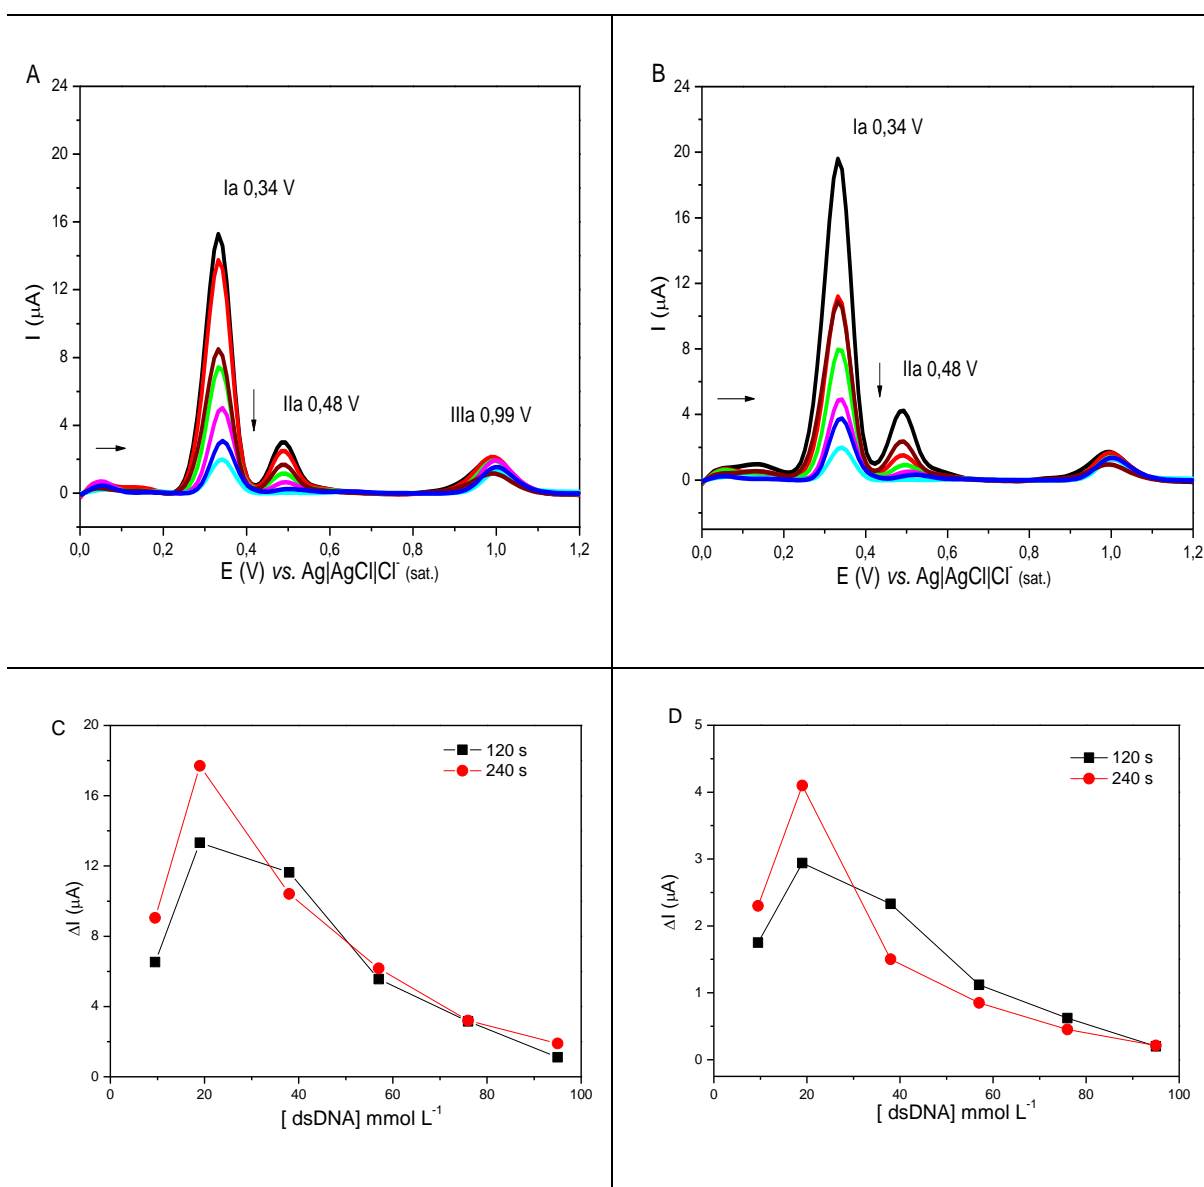 A
24
20
16
12
8
4
0
I (µA)
Ia 0,34 V
IIa 0,48 V
IIIa 0,99 V
0,0 0,2 0,4 0,6 0,8 1,0 1,2
E (V) vs. Ag|AgCl|Cl⁻ (sat.)
B
24
20
16
12
8
4
0
I (µA)
Ia 0,34 V
IIa 0,48 V
0,0 0,2 0,4 0,6 0,8 1,0 1,2
E (V) vs. Ag|AgCl|Cl⁻ (sat.)
C
20
16
12
8
4
0
ΔI (µA)
120 s
240 s
0 20 40 60 80 100
[ dsDNA] mmol L⁻¹
D
5
4
3
2
1
0
ΔI (µA)
120 s
240 s
0 20 40 60 80 100
[ dsDNA] mmol L⁻¹